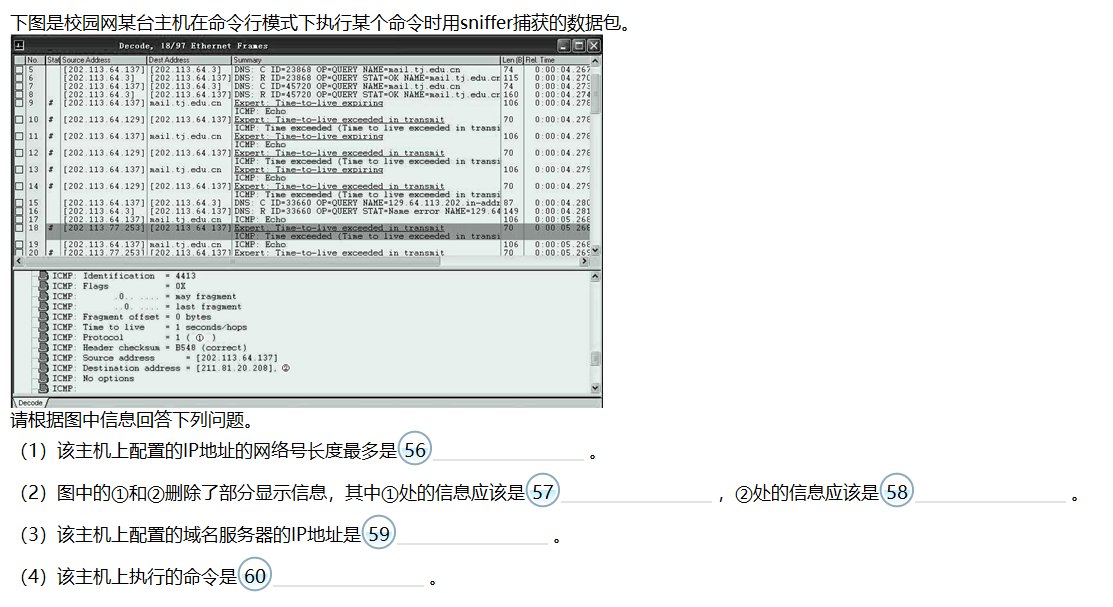 下图是校园网某台主机在命令行模式下执行某个命令时用sniffer捕获的数据包。
Decode, 18/97 Ethernet Frames
No. Stat Source Address Dest Address Summary Len (B Rel. Time
5 [202.113.64.137] [202.113.64.3] DNS: C ID=23868 OP=QUERY NAME=mail.tj.edu.cn 74 0:00:04.267
6 [202.113.64.3] [202.113.64.137] DNS: R ID=23868 OP=QUERY STAT=OK NAME=mail.tj.edu.cr 115 0:00:04.270
7 [202.113.64.137] [202.113.64.3] DNS: C ID=45720 OP=QUERY NAME=mail.tj.edu.cn 74 0:00:04.273
8 [202.113.64.3] [202.113.64.137] DNS: R ID=45720 OP=QUERY STAT=OK NAME=mail.tj.edu.cr 160 0:00:04.274
9 # [202.113.64.137] mail.tj.edu.cn Expert: Time-to-live expiring 106 0:00:04.278
ICMP: Echo
10 # [202.113.64.129] [202.113.64.137] Expert: Time-to-live exceeded in transmit 70 0:00:04.278
ICMP: Time exceeded (Time to live exceeded in transi
11 # [202.113.64.137] mail.tj.edu.cn Expert: Time-to-live expiring 106 0:00:04.278
ICMP: Echo
12 # [202.113.64.129] [202.113.64.137] Expert: Time-to-live exceeded in transmit 70 0:00:04.278
ICMP: Time exceeded (Time to live exceeded in transi
13 # [202.113.64.137] mail.tj.edu.cn Expert: Time-to-live expiring 106 0:00:04.279
ICMP: Echo
14 # [202.113.64.129] [202.113.64.137] Expert: Time-to-live exceeded in transmit 70 0:00:04.279
ICMP: Time exceeded (Time to live exceeded in transi
15 [202.113.64.137] [202.113.64.3] DNS: C ID=33660 OP=QUERY NAME=129.64.113.202.in-addr 87 0:00:04.280
16 [202.113.64.3] [202.113.64.137] DNS: R ID=33660 OP=QUERY STAT=Name error NAME=129.64 149 0:00:04.281
17 [202.113.64.137] mail.tj.edu.cn ICMP: Echo 106 0:00:05.268
18 # [202.113.77.253] [202.113.64.137] Expert: Time-to-live exceeded in transmit 70 0:00:05.268
ICMP: Time exceeded (Time to live exceeded in transi
19 [202.113.64.137] mail.tj.edu.cn ICMP: Echo 106 0:00:05.268
20 # [202.113.77.253] [202.113.64.137] Expert: Time-to-live exceeded in transmit 70 0:00:05.269
ICMP: Identification = 4413
ICMP: Flags = 0X
ICMP: .0.. .... = may fragment
ICMP: ..0. .... = last fragment
ICMP: Fragment offset = 0 bytes
ICMP: Time to live = 1 seconds/hops
ICMP: Protocol = 1 ( ① )
ICMP: Header checksum = B548 (correct)
ICMP: Source address = [202.113.64.137]
ICMP: Destination address = [211.81.20.208], ②
ICMP: No options
ICMP:
Decode
请根据图中信息回答下列问题。
（1）该主机上配置的IP地址的网络号长度最多是56 。
（2）图中的①和②删除了部分显示信息，其中①处的信息应该是57 ，②处的信息应该是58 。
（3）该主机上配置的域名服务器的IP地址是59 。
（4）该主机上执行的命令是60 。